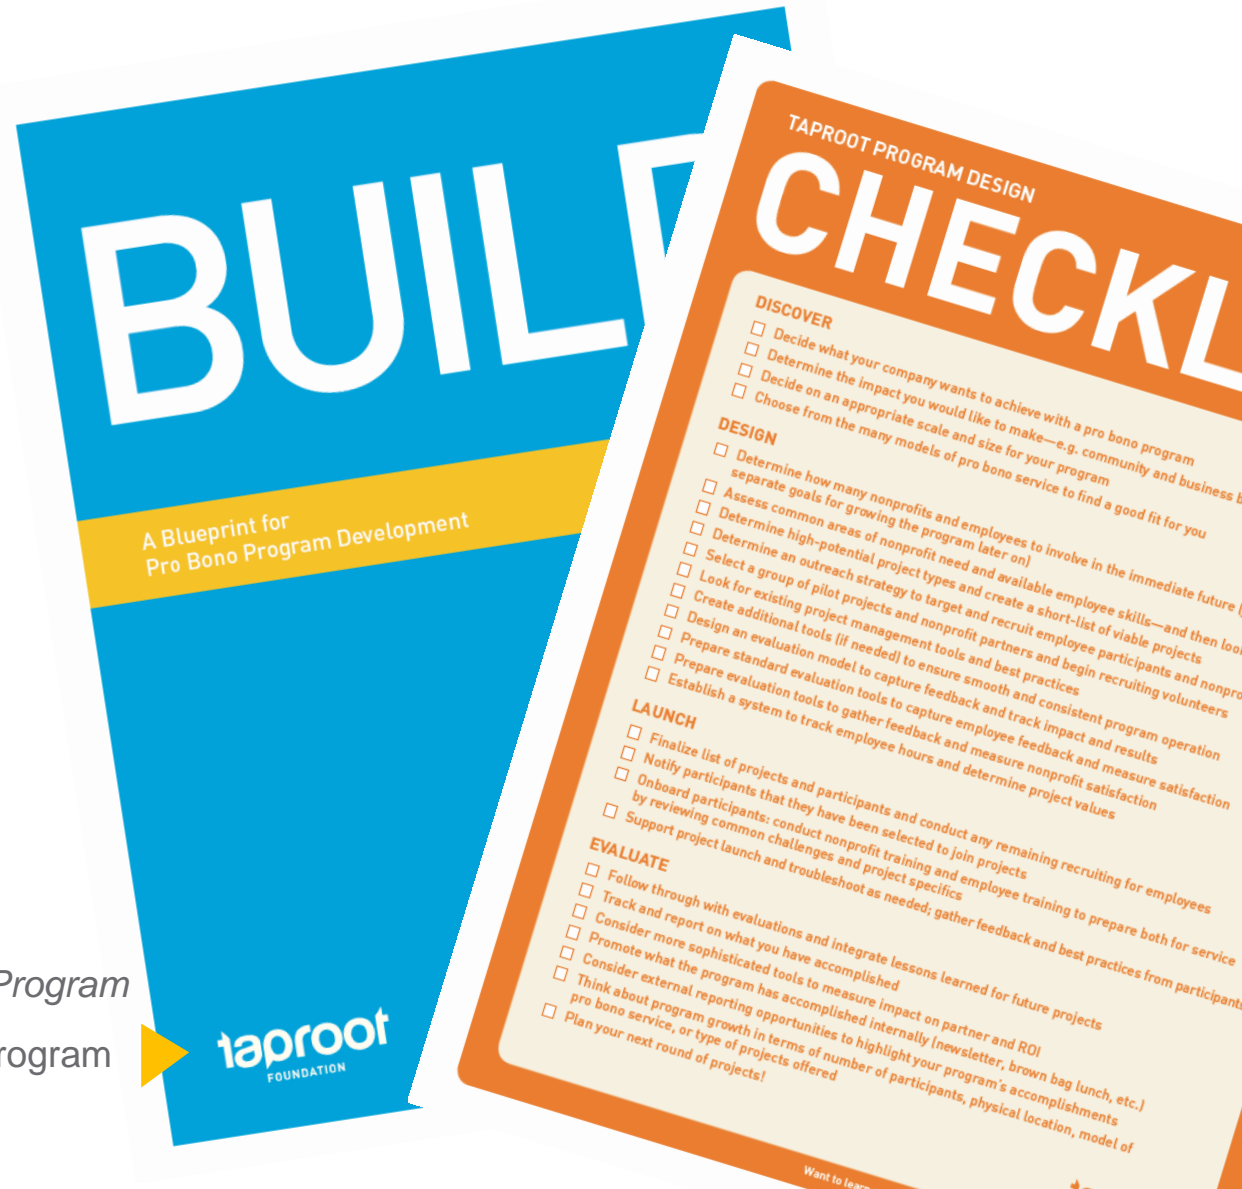 BUIL
A Blueprint for
Pro Bono Program Development
taproot
FOUNDATION
Program
rogram
TAPROOT PROGRAM DESIGN
CHECKL
DISCOVER
Decide what your company wants to achieve with a pro bono program
Determine the impact you would like to make—e.g. community and business b
Decide on an appropriate scale and size for your program
Choose from the many models of pro bono service to find a good fit for you
DESIGN
Determine how many nonprofits and employees to involve in the immediate future (
separate goals for growing the program later on)
Assess common areas of nonprofit need and available employee skills—and then loo
Determine high-potential project types and create a short-list of viable projects
Determine an outreach strategy to target and recruit employee participants and nonpro
Select a group of pilot projects and nonprofit partners and begin recruiting volunteers
Look for existing project management tools and best practices
Create additional tools (if needed) to ensure smooth and consistent program operation
Design an evaluation model to capture feedback and track impact and results
Prepare standard evaluation tools to capture employee feedback and measure satisfaction
Prepare evaluation tools to gather feedback and measure nonprofit satisfaction
Establish a system to track employee hours and determine project values
LAUNCH
Finalize list of projects and participants and conduct any remaining recruiting for employees
Notify participants that they have been selected to join projects
Onboard participants: conduct nonprofit training and employee training to prepare both for service
by reviewing common challenges and project specifics
Support project launch and troubleshoot as needed; gather feedback and best practices from participants
EVALUATE
Follow through with evaluations and integrate lessons learned for future projects
Track and report on what you have accomplished
Consider more sophisticated tools to measure impact on partner and ROI
Promote what the program has accomplished internally (newsletter, brown bag lunch, etc.)
Consider external reporting opportunities to highlight your program's accomplishments
Think about program growth in terms of number of participants, physical location, model of
pro bono service, or type of projects offered
Plan your next round of projects!
Want to lear